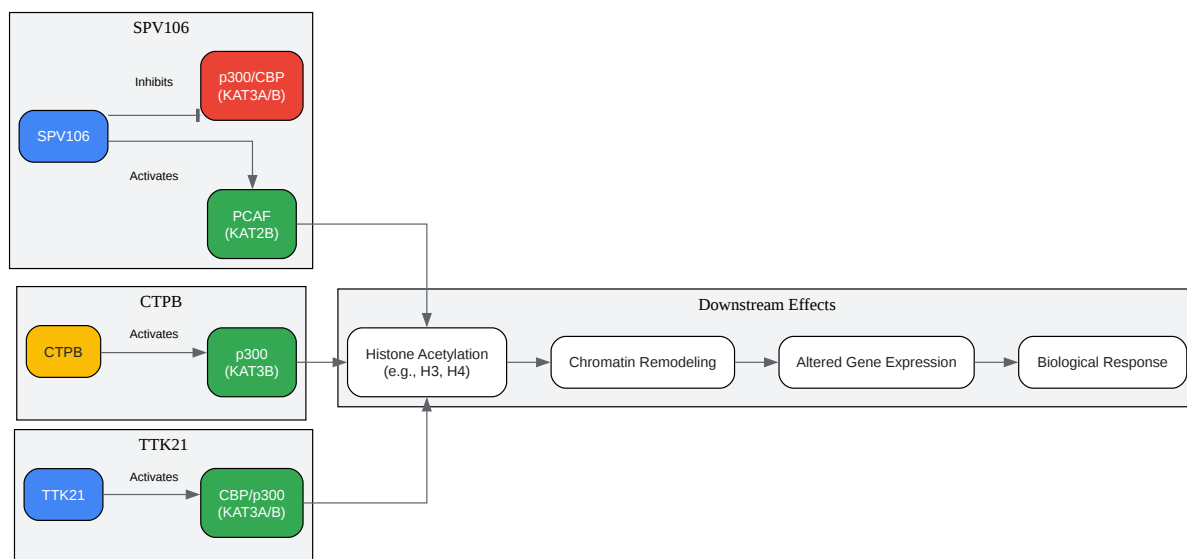 SPV106
Inhibits
p300/CBP
(KAT3A/B)
SPV106
Activates
PCAF
(KAT2B)
CTPB
CTPB
Activates
p300
(KAT3B)
Downstream Effects
Histone Acetylation
(e.g., H3, H4)
Chromatin Remodeling
Altered Gene Expression
Biological Response
TTK21
TTK21
Activates
CBP/p300
(KAT3A/B)